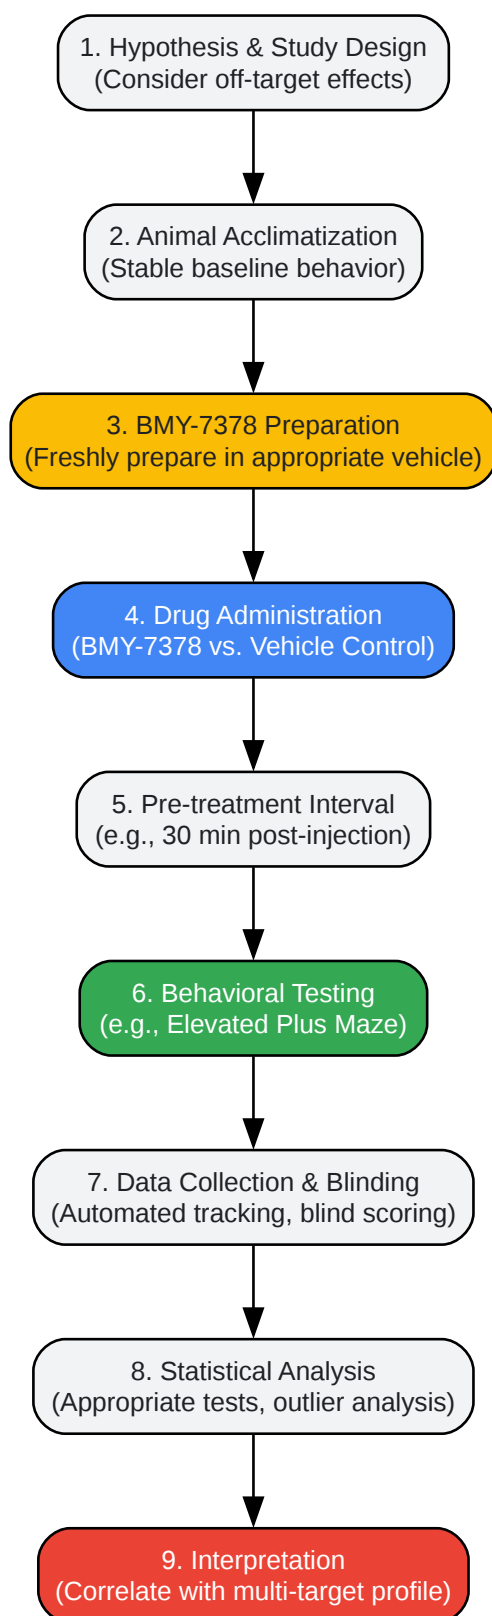 1. Hypothesis & Study Design
(Consider off-target effects)
2. Animal Acclimatization
(Stable baseline behavior)
3. BMY-7378 Preparation
(Freshly prepare in appropriate vehicle)
4. Drug Administration
(BMY-7378 vs. Vehicle Control)
5. Pre-treatment Interval
(e.g., 30 min post-injection)
6. Behavioral Testing
(e.g., Elevated Plus Maze)
7. Data Collection & Blinding
(Automated tracking, blind scoring)
8. Statistical Analysis
(Appropriate tests, outlier analysis)
9. Interpretation
(Correlate with multi-target profile)